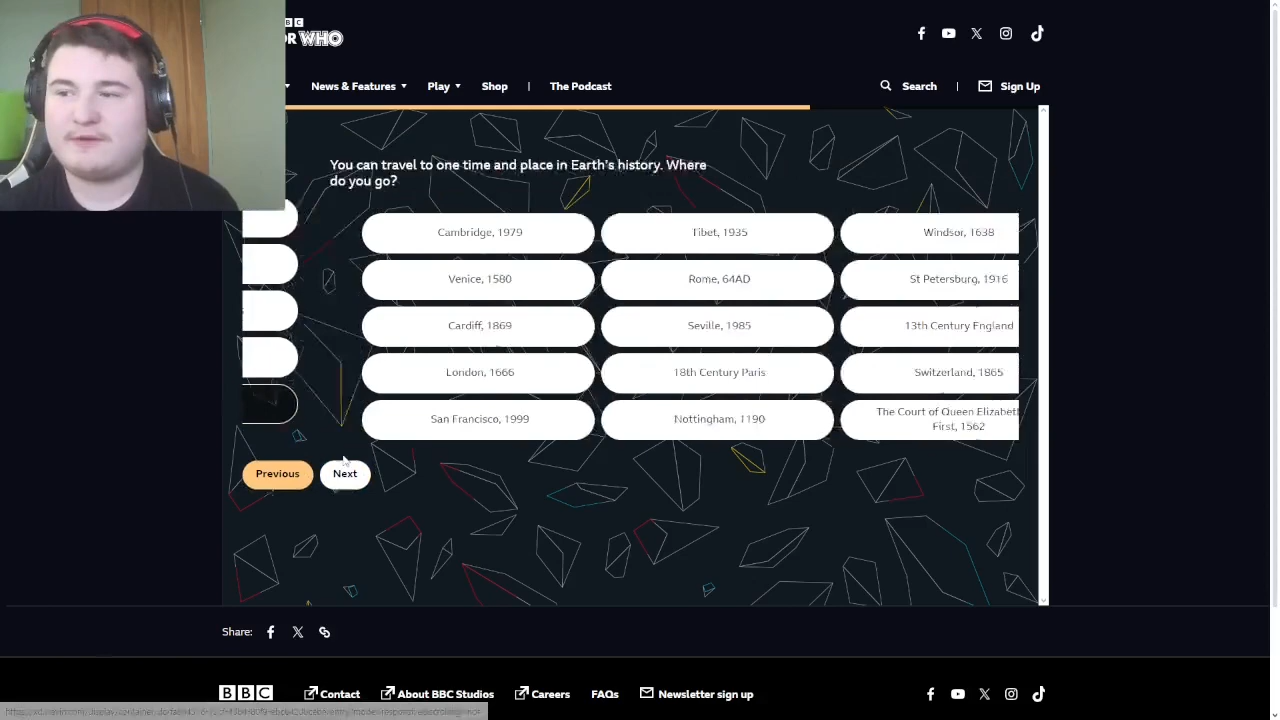 BBC
OR WHO
News & Features
Play
Shop
|
The Podcast
Search
|
Sign Up
You can travel to one time and place in Earth's history. Where
do you go?
Cambridge, 1979
Tibet, 1935
Windsor, 1638
Venice, 1580
Rome, 64AD
St Petersburg, 1916
Cardiff, 1869
Seville, 1985
13th Century England
London, 1666
18th Century Paris
Switzerland, 1865
San Francisco, 1999
Nottingham, 1190
The Court of Queen Elizabeth
First, 1562
Previous
Next
Share:
BBC
Contact
About BBC Studios
Careers
FAQs
Newsletter sign up